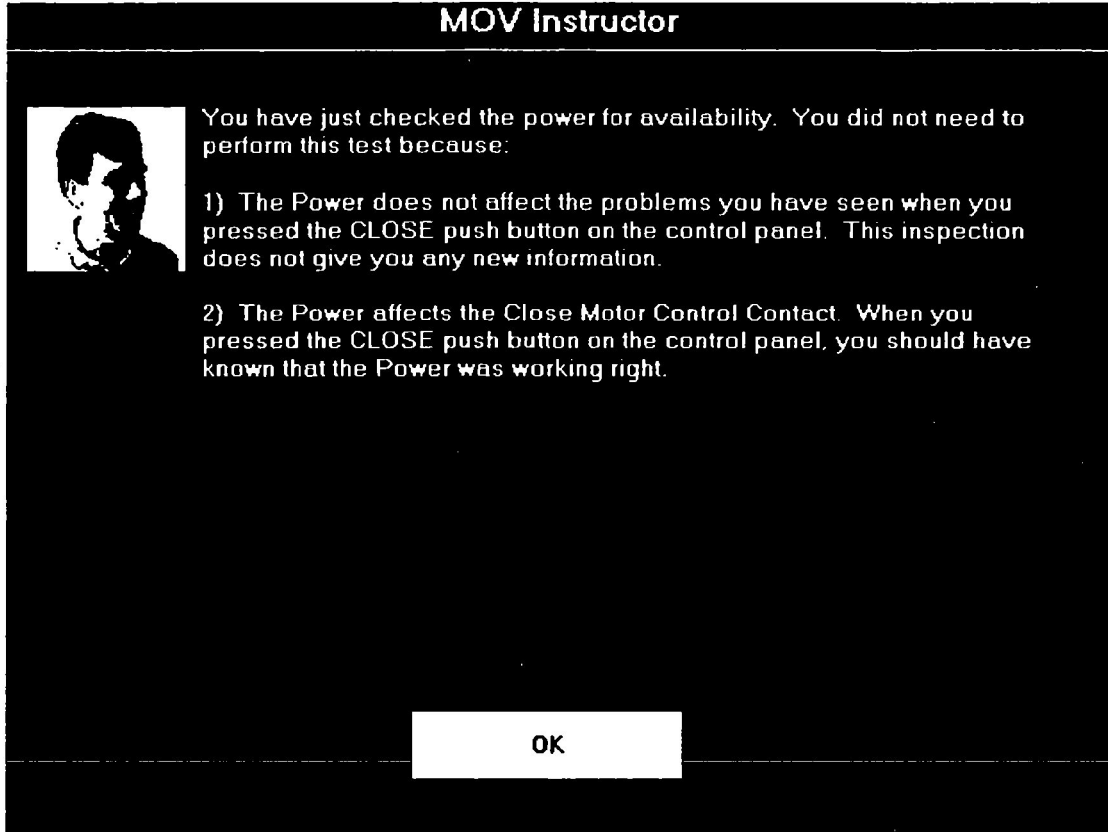 MOV Instructor
You have just checked the power for availability. You did not need to
perform this test because:
1) The Power does not affect the problems you have seen when you
pressed the CLOSE push button on the control panel. This inspection
does not give you any new information.
2) The Power affects the Close Motor Control Contact. When you
pressed the CLOSE push button on the control panel, you should have
known that the Power was working right.
OK